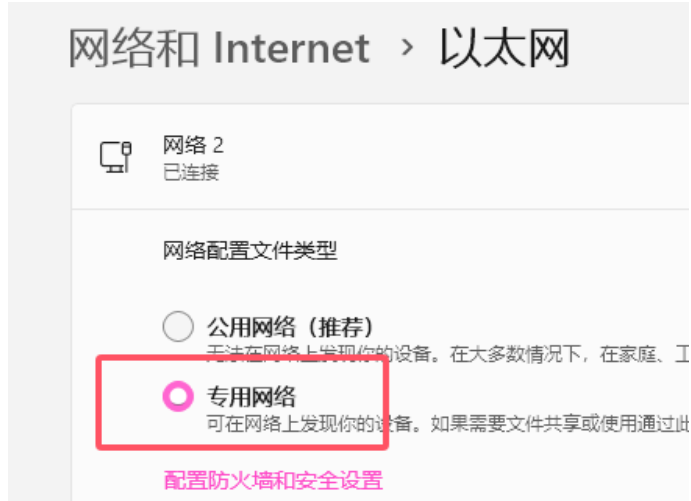 网络和 Internet › 以太网
网络 2
已连接
网络配置文件类型
公用网络（推荐）
无法在网络上发现你的设备。在大多数情况下，在家庭、工
专用网络
可在网络上发现你的设备。如果需要文件共享或使用通过此
配置防火墙和安全设置